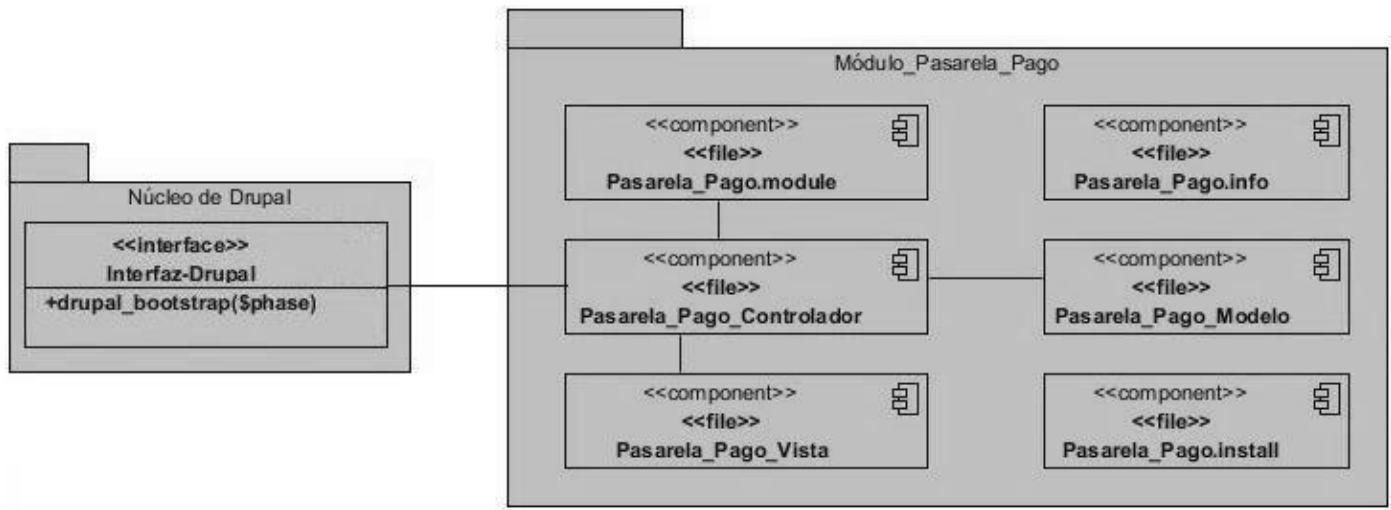 Módulo_Pasarela_Pago
<<component>>
<<file>>
Pasarela_Pago.module
<<component>>
<<file>>
Pasarela_Pago.info
Núcleo de Drupal
<<interface>>
Interfaz-Drupal
+drupal_bootstrap($phase)
<<component>>
<<file>>
Pasarela_Pago_Controlador
<<component>>
<<file>>
Pasarela_Pago_Modelo
<<component>>
<<file>>
Pasarela_Pago_Vista
<<component>>
<<file>>
Pasarela_Pago.install